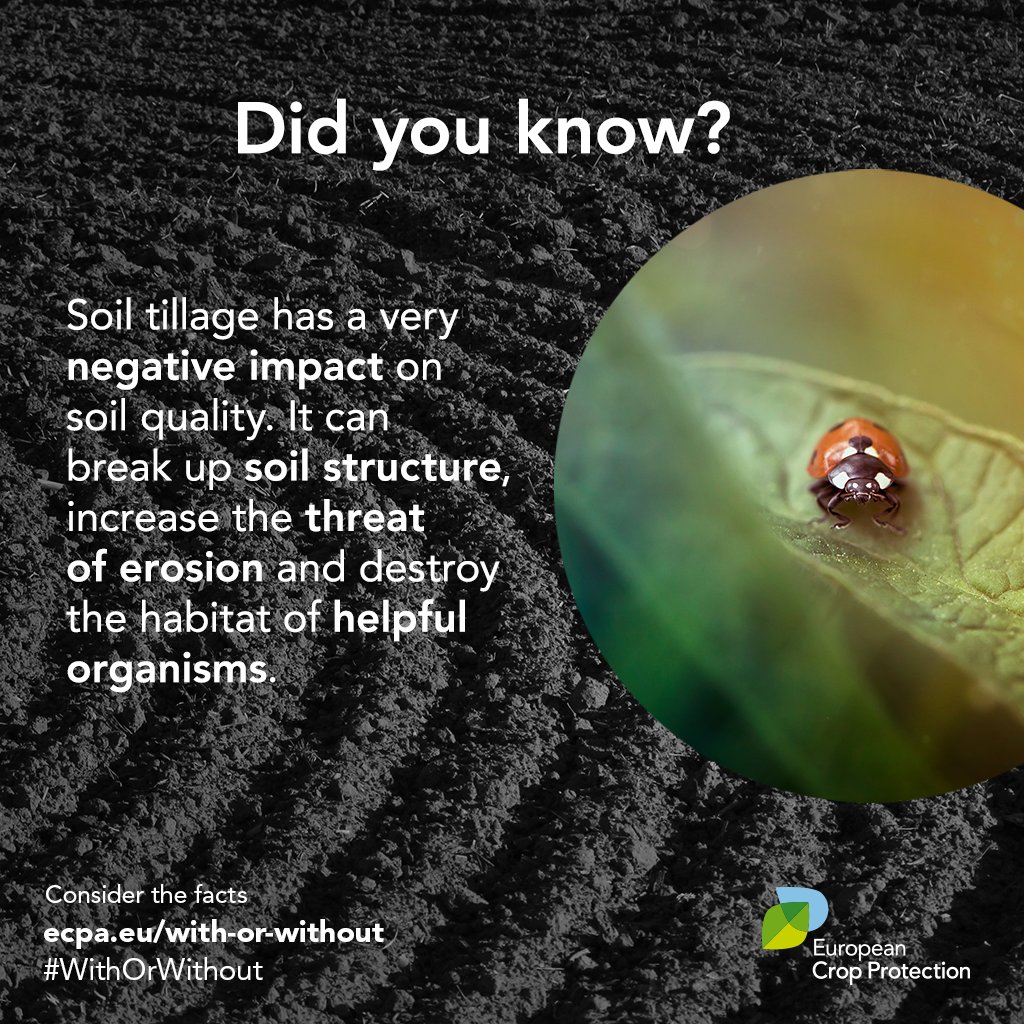 Did you know?
Soil tillage has a very
negative impact on
soil quality. It can
break up soil structure,
increase the threat
of erosion and destroy
the habitat of helpful
organisms.
Consider the facts
ecpa.eu/with-or-without
#WithOrWithout
European
Crop Protection